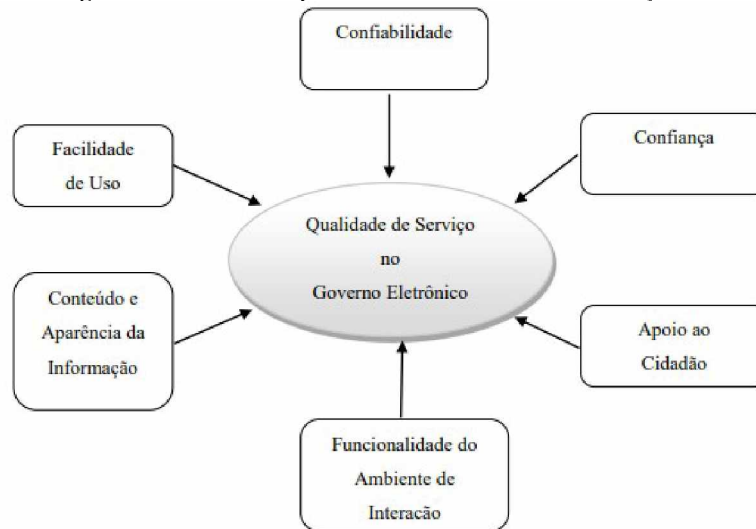 Confiabilidade
Facilidade
de Uso
Confiança
Qualidade de Serviço
no
Governo Eletrônico
Conteúdo e
Aparência da
Informação
Apoio ao
Cidadão
Funcionalidade do
Ambiente de
Interacão